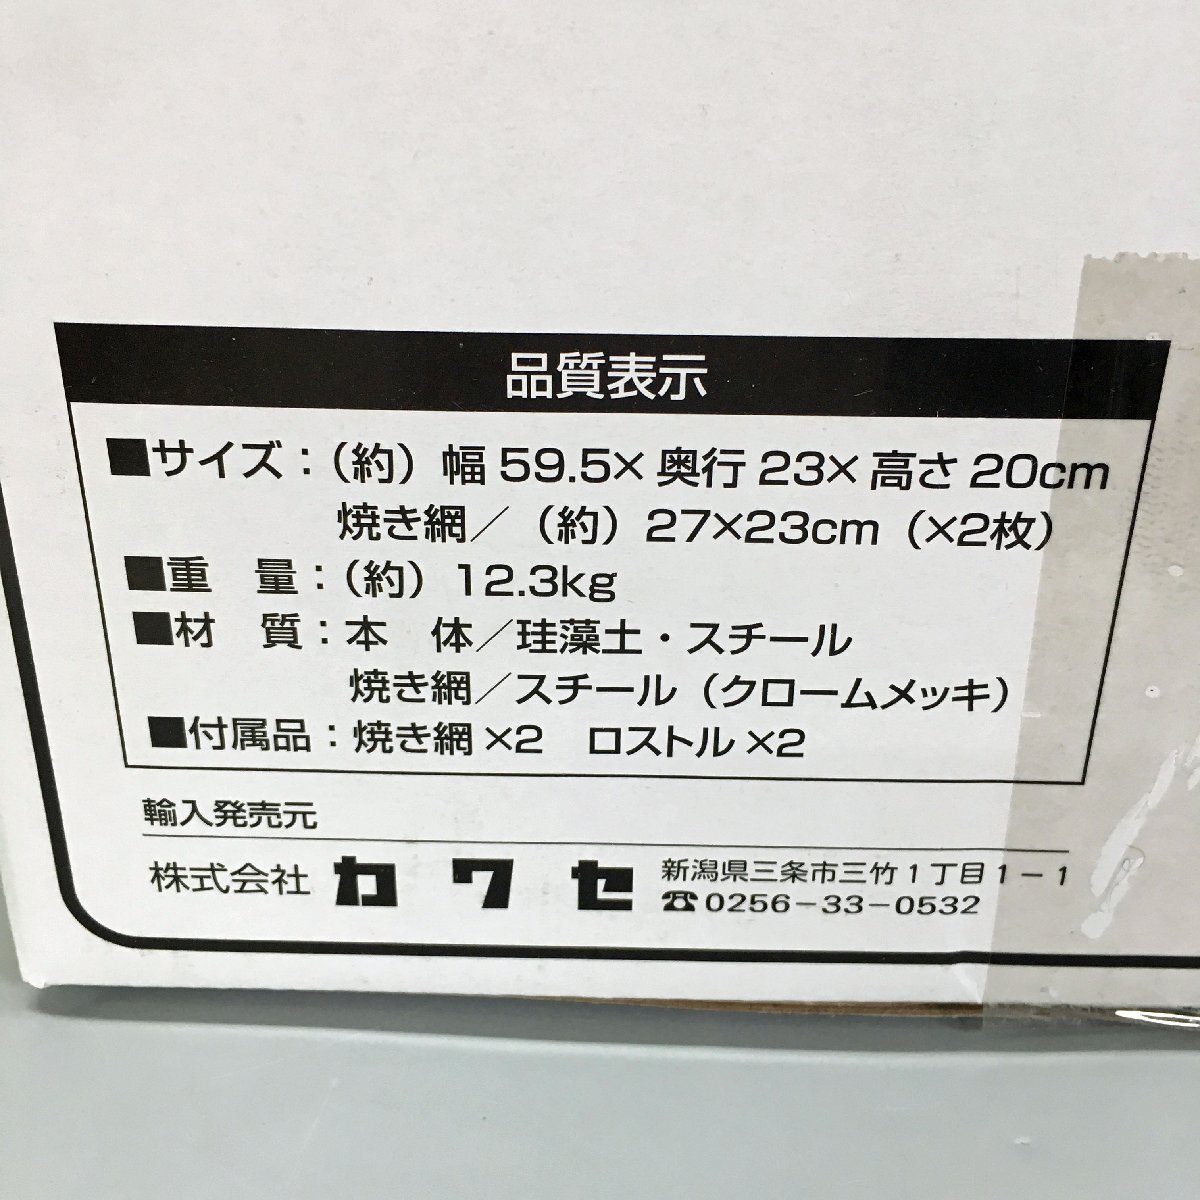 品質表示
■サイズ：（約）幅 59.5× 奥行 23× 高さ 20cm
焼き網／（約）27×23cm（×2枚）
■重　量：（約）12.3kg
■材　質：本　体／珪藻土・スチール
焼き網／スチール（クロームメッキ）
■付属品：焼き網 ×2　ロストル ×2
輸入発売元
株式会社 カワセ 新潟県三条市三竹1丁目1－1
☎0256－33－0532